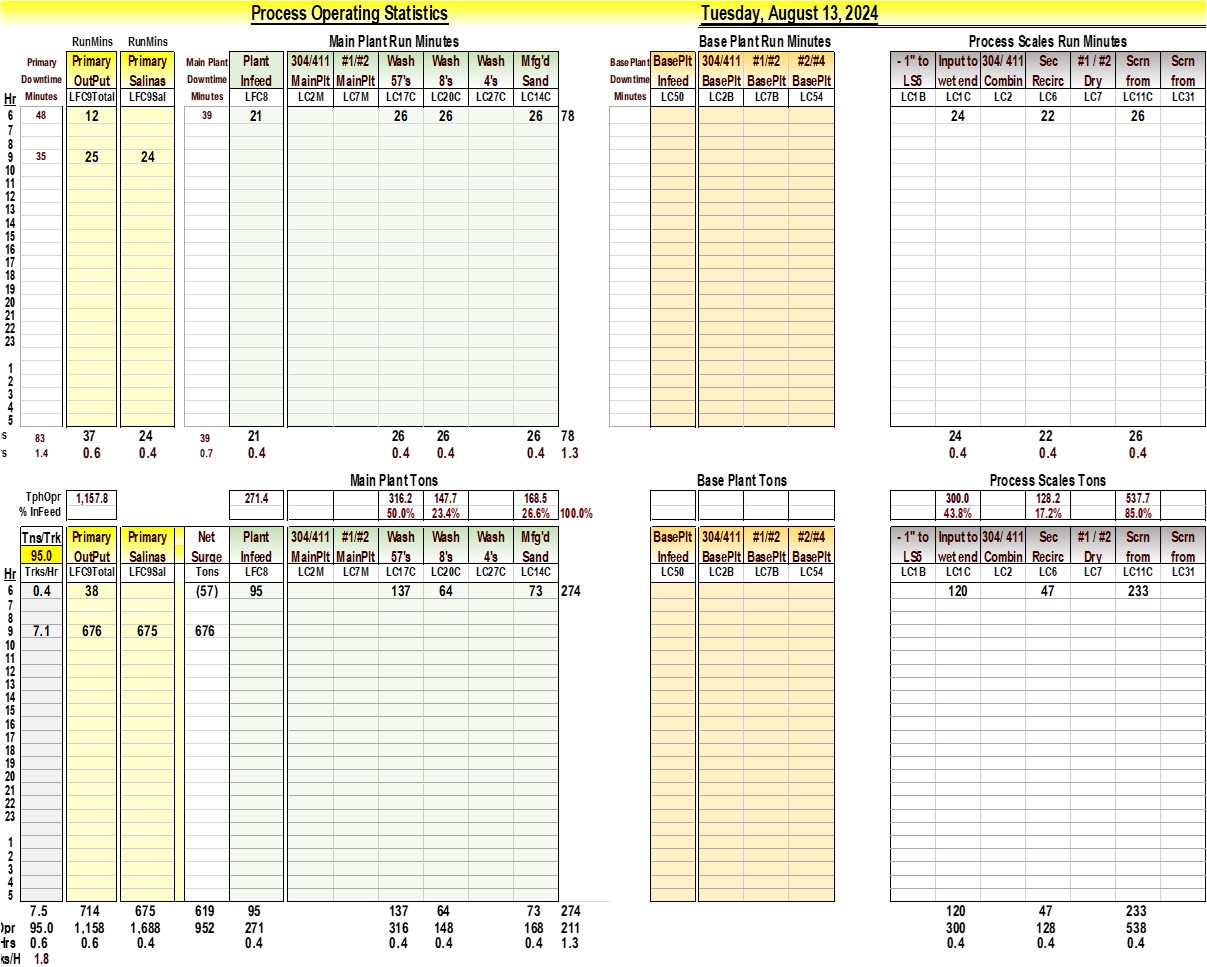 Process Operating Statistics Tuesday, August 13, 2024
RunMins RunMins Main Plant Run Minutes Base Plant Run Minutes Process Scales Run Minutes
Primary Primary Primary Main Plant Plant 304/411 #1/#2 Wash Wash Wash Mfg'd BasePlant BasePlt 304/411 #1/#2 #2/#4 - 1" to Input to 304/ 411 Sec #1 / #2 Scrn Scrn
Downtime OutPut Salinas Downtime Infeed MainPlt MainPlt 57's 8's 4's Sand Downtime Infeed BasePlt BasePlt BasePlt LS5 wet end Combin Recirc Dry from from
Hr Minutes LFC9Total LFC9Sal Minutes LFC8 LC2M LC7M LC17C LC20C LC27C LC14C Minutes LC50 LC2B LC7B LC54 LC1B LC1C LC2 LC6 LC7 LC11C LC31
6 48 12 39 21 26 26 26 78 24 22 26
7
8
9 35 25 24
10
11
12
13
14
15
16
17
18
19
20
21
22
23
1
2
3
4
5
s 83 37 24 39 21 26 26 26 78 24 22 26
s 1.4 0.6 0.4 0.7 0.4 0.4 0.4 0.4 1.3 0.4 0.4 0.4
Main Plant Tons Base Plant Tons Process Scales Tons
TphOpr 1,157.8 271.4 316.2 147.7 168.5 300.0 128.2 537.7
% InFeed 50.0% 23.4% 26.6% 100.0% 43.8% 17.2% 85.0%
Tns/Trk Primary Primary Net Plant 304/411 #1/#2 Wash Wash Wash Mfg'd BasePlt 304/411 #1/#2 #2/#4 - 1" to Input to 304/ 411 Sec #1 / #2 Scrn Scrn
95.0 OutPut Salinas Surge Infeed MainPlt MainPlt 57's 8's 4's Sand Infeed BasePlt BasePlt BasePlt LS5 wet end Combin Recirc Dry from from
Hr Trks/Hr LFC9Total LFC9Sal Tons LFC8 LC2M LC7M LC17C LC20C LC27C LC14C LC50 LC2B LC7B LC54 LC1B LC1C LC2 LC6 LC7 LC11C LC31
6 0.4 38 (57) 95 137 64 73 274 120 47 233
7
8
9 7.1 676 675 676
10
11
12
13
14
15
16
17
18
19
20
21
22
23
1
2
3
4
5
7.5 714 675 619 95 137 64 73 274 120 47 233
Opr 95.0 1,158 1,688 952 271 316 148 168 211 300 128 538
Hrs 0.6 0.6 0.4 0.4 0.4 0.4 0.4 1.3 0.4 0.4 0.4
ks/H 1.8